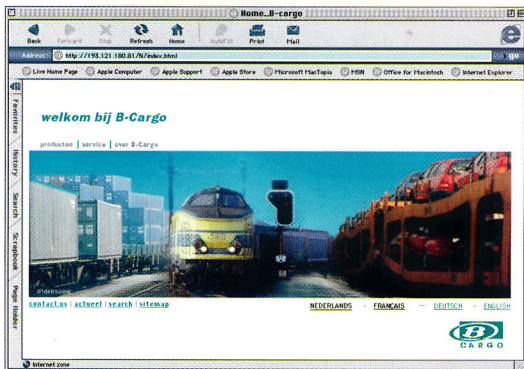 Home_B-cargo
Back Forward Stop Refresh Home AutoFill Print Mail
Address: http://193.121.180.81/N/index.html go
Live Home Page Apple Computer Apple Support Apple Store Microsoft MacTopia MSN Office for Macintosh Internet Explorer
Favorites
History
Search
Scrapbook
Page Holder
welkom bij B-Cargo
producten | service | over B-Cargo
contact us | actueel | search | sitemap
NEDERLANDS - FRANÇAIS — DEUTSCH - ENGLISH
B
CARGO
Internet zone